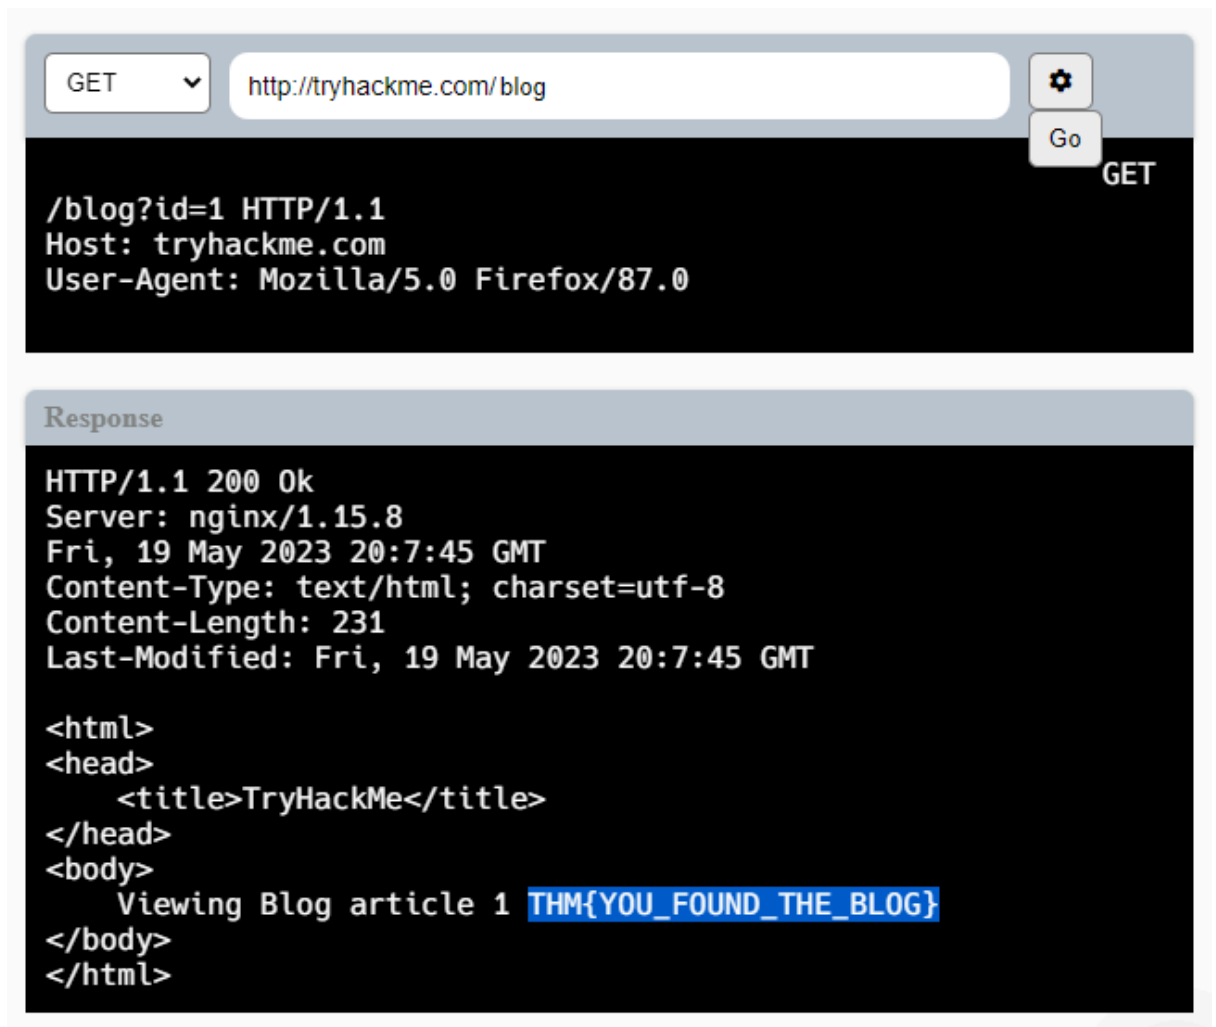 GET http://tryhackme.com/ blog
Go
GET
/blog?id=1 HTTP/1.1
Host: tryhackme.com
User-Agent: Mozilla/5.0 Firefox/87.0
Response
HTTP/1.1 200 Ok
Server: nginx/1.15.8
Fri, 19 May 2023 20:7:45 GMT
Content-Type: text/html; charset=utf-8
Content-Length: 231
Last-Modified: Fri, 19 May 2023 20:7:45 GMT
<html>
<head>
<title>TryHackMe</title>
</head>
<body>
Viewing Blog article 1 THM{YOU_FOUND_THE_BLOG}
</body>
</html>